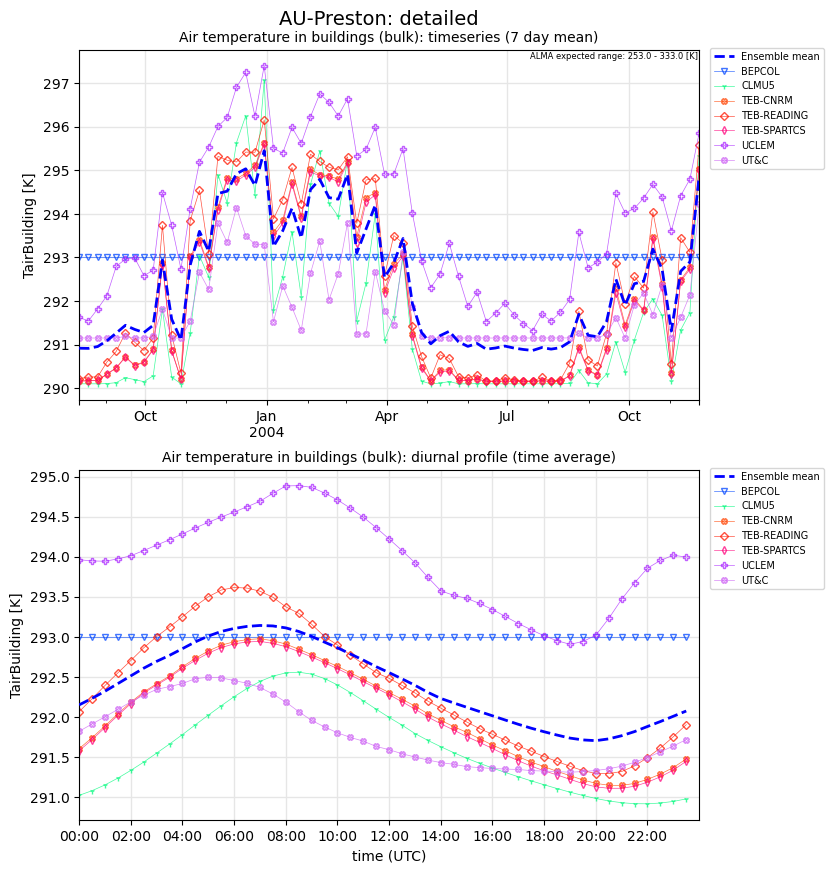 AU-Preston: detailed
Air temperature in buildings (bulk): timeseries (7 day mean)
ALMA expected range: 253.0 - 333.0 [K]
TairBuilding [K]
297
296
295
294
293
292
291
290
Oct
Jan
2004
Apr
Jul
Oct
Ensemble mean
BEPCOL
CLMU5
TEB-CNRM
TEB-READING
TEB-SPARTCS
UCLEM
UT&C
Air temperature in buildings (bulk): diurnal profile (time average)
TairBuilding [K]
295.0
294.5
294.0
293.5
293.0
292.5
292.0
291.5
291.0
00:00
02:00
04:00
06:00
08:00
10:00
12:00
14:00
16:00
18:00
20:00
22:00
time (UTC)
Ensemble mean
BEPCOL
CLMU5
TEB-CNRM
TEB-READING
TEB-SPARTCS
UCLEM
UT&C